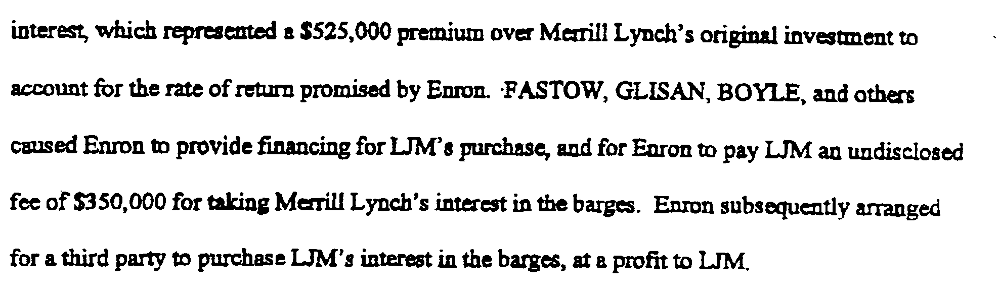 interest, which represented a $525,000 premium over Merrill Lynch's original investment to
account for the rate of return promised by Enron. FASTOW, GLISAN, BOYLE, and others
caused Enron to provide financing for LJM's purchase, and for Enron to pay LJM an undisclosed
fee of $350,000 for taking Merrill Lynch's interest in the barges. Enron subsequently arranged
for a third party to purchase LJM's interest in the barges, at a profit to LJM.